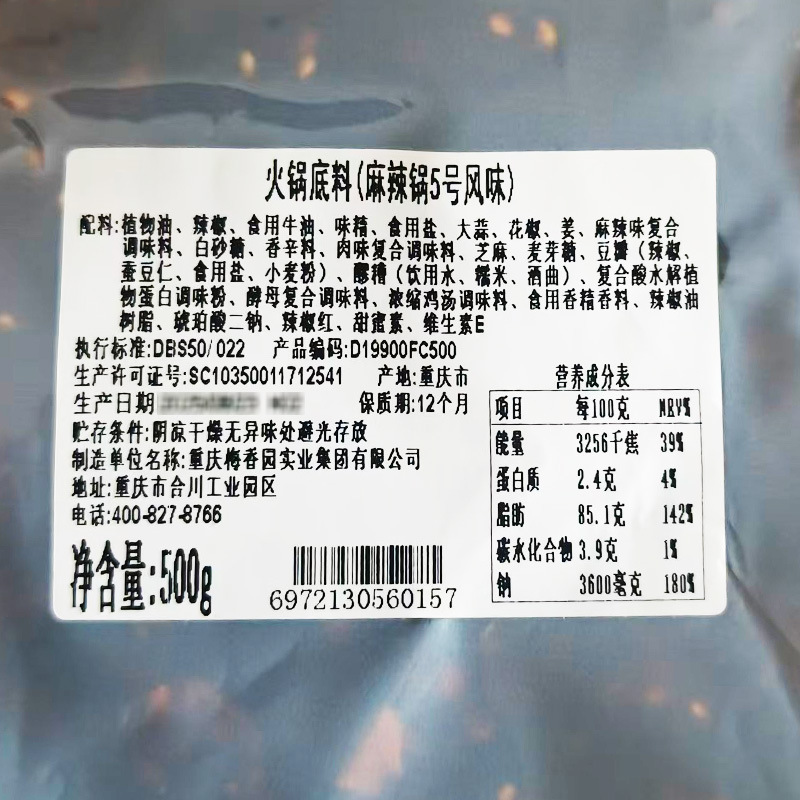 火锅底料(麻辣锅5号风味)
配料:植物油、辣椒、食用牛油、味精、食用盐、大蒜、花椒、姜、麻辣味复合
调味料、白砂糖、香辛料、肉味复合调味料、芝麻、麦芽糖、豆瓣（辣椒、
蚕豆仁、食用盐、小麦粉）、醪糟（饮用水、糯米、酒曲）、复合酸水解植
物蛋白调味粉、酵母复合调味料、浓缩鸡汤调味料、食用香精香料、辣椒油
树脂、琥珀酸二钠、辣椒红、甜蜜素、维生素E
执行标准:DBS50/022 产品编码:D19900FC500
生产许可证号:SC10350011712541 产地:重庆市
生产日期 保质期:12个月
贮存条件:阴凉干燥无异味处避光存放
制造单位名称:重庆梅香园实业集团有限公司
地址:重庆市合川工业园区
电话:400-827-8766
净含量:500g
6972130560157
营养成分表
项目 每100克 NRV%
能量 3256千焦 39%
蛋白质 2.4克 4%
脂肪 85.1克 142%
碳水化合物 3.9克 1%
钠 3600毫克 180%